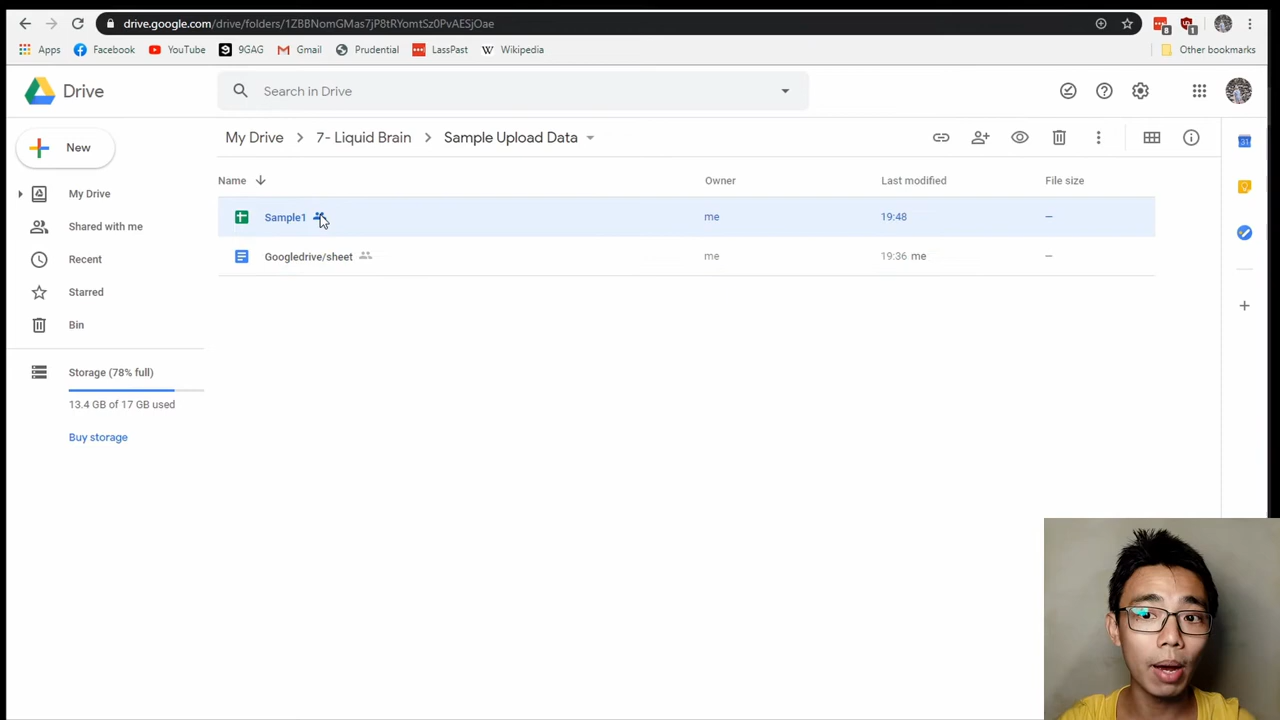 drive.google.com/drive/folders/1ZBBNomGMas7jP8tRYomtSz0PvAESjOae
8
1
Apps
Facebook
YouTube
9GAG
Gmail
Prudential
LassPast
Wikipedia
Other bookmarks
Drive
Search in Drive
My Drive
7- Liquid Brain
Sample Upload Data
New
Name
Owner
Last modified
File size
31
My Drive
Sample1
me
19:48
–
Shared with me
Googledrive/sheet
me
19:36 me
–
Recent
Starred
Bin
Storage (78% full)
13.4 GB of 17 GB used
Buy storage